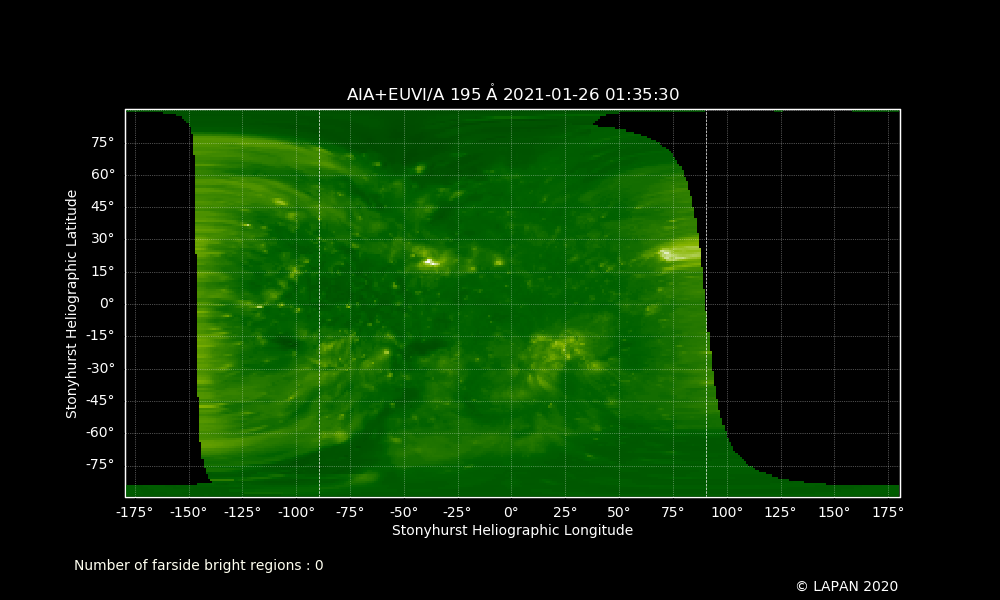 AIA+EUVI/A 195 Å 2021-01-26 01:35:30
75°
60°
45°
30°
15°
0°
-15°
-30°
-45°
-60°
-75°
Stonyhurst Heliographic Latitude
-175° -150° -125° -100° -75° -50° -25° 0° 25° 50° 75° 100° 125° 150° 175°
Stonyhurst Heliographic Longitude
Number of farside bright regions : 0
© LAPAN 2020